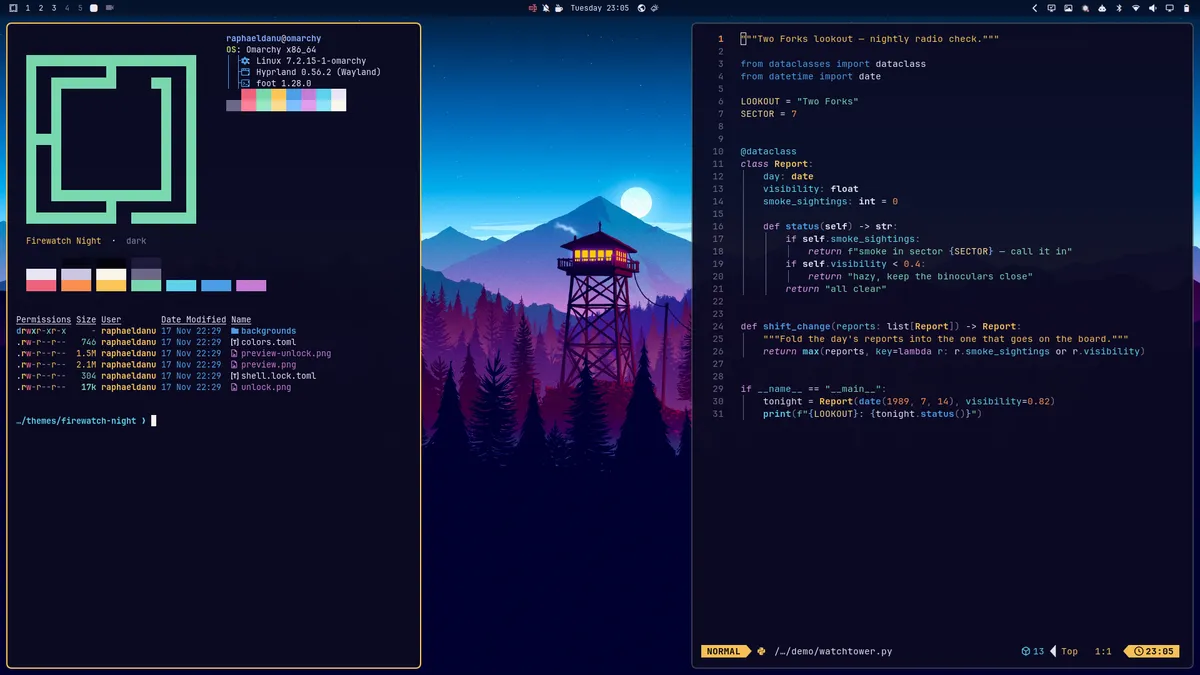 1 2 3 4 5
Tuesday 23:05
raphaeldanu@omarchy
OS: Omarchy x86_64
Linux 7.2.15-1-omarchy
Hyprland 0.56.2 (Wayland)
foot 1.28.0
Firewatch Night · dark
Permissions Size User Date Modified Name
drwxr-xr-x - raphaeldanu 17 Nov 22:29 backgrounds
.rw-r--r-- 746 raphaeldanu 17 Nov 22:29 colors.toml
.rw-r--r-- 1.5M raphaeldanu 17 Nov 22:29 preview-unlock.png
.rw-r--r-- 2.1M raphaeldanu 17 Nov 22:29 preview.png
.rw-r--r-- 304 raphaeldanu 17 Nov 22:29 shell.lock.toml
.rw-r--r-- 17k raphaeldanu 17 Nov 22:29 unlock.png
…/themes/firewatch-night ❯
1 """Two Forks lookout — nightly radio check."""
2
3 from dataclasses import dataclass
4 from datetime import date
5
6 LOOKOUT = "Two Forks"
7 SECTOR = 7
8
9
10 @dataclass
11 class Report:
12 day: date
13 visibility: float
14 smoke_sightings: int = 0
15
16 def status(self) -> str:
17 if self.smoke_sightings:
18 return f"smoke in sector {SECTOR} — call it in"
19 if self.visibility < 0.4:
20 return "hazy, keep the binoculars close"
21 return "all clear"
22
23
24 def shift_change(reports: list[Report]) -> Report:
25 """Fold the day's reports into the one that goes on the board."""
26 return max(reports, key=lambda r: r.smoke_sightings or r.visibility)
27
28
29 if __name__ == "__main__":
30 tonight = Report(date(1989, 7, 14), visibility=0.82)
31 print(f"{LOOKOUT}: {tonight.status()}")
NORMAL /…/demo/watchtower.py 13 Top 1:1 23:05